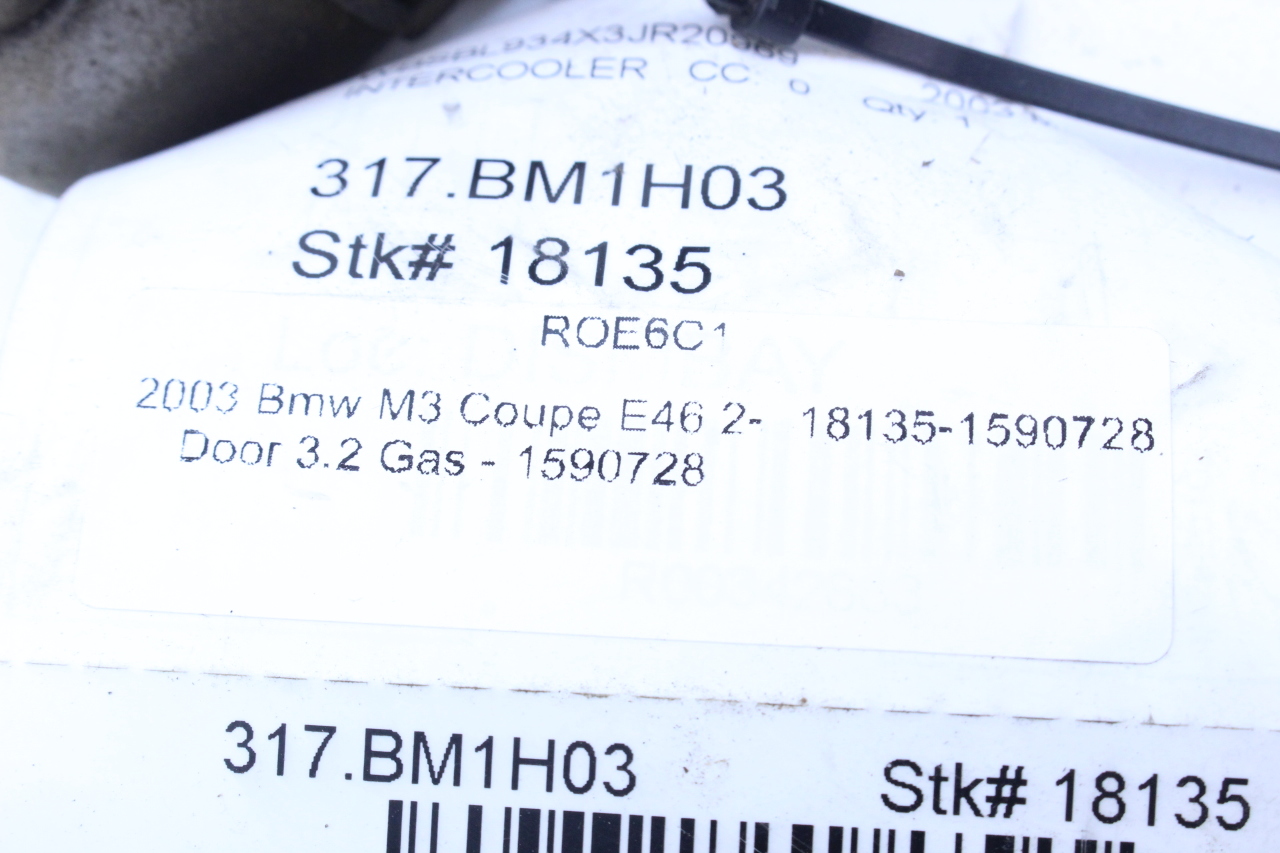 INTERCOOLER CC: 0 Qty: 1
317.BM1H03
Stk# 18135
ROE6C1
2003 Bmw M3 Coupe E46 2- 18135-1590728
Door 3.2 Gas - 1590728
317.BM1H03 Stk# 18135